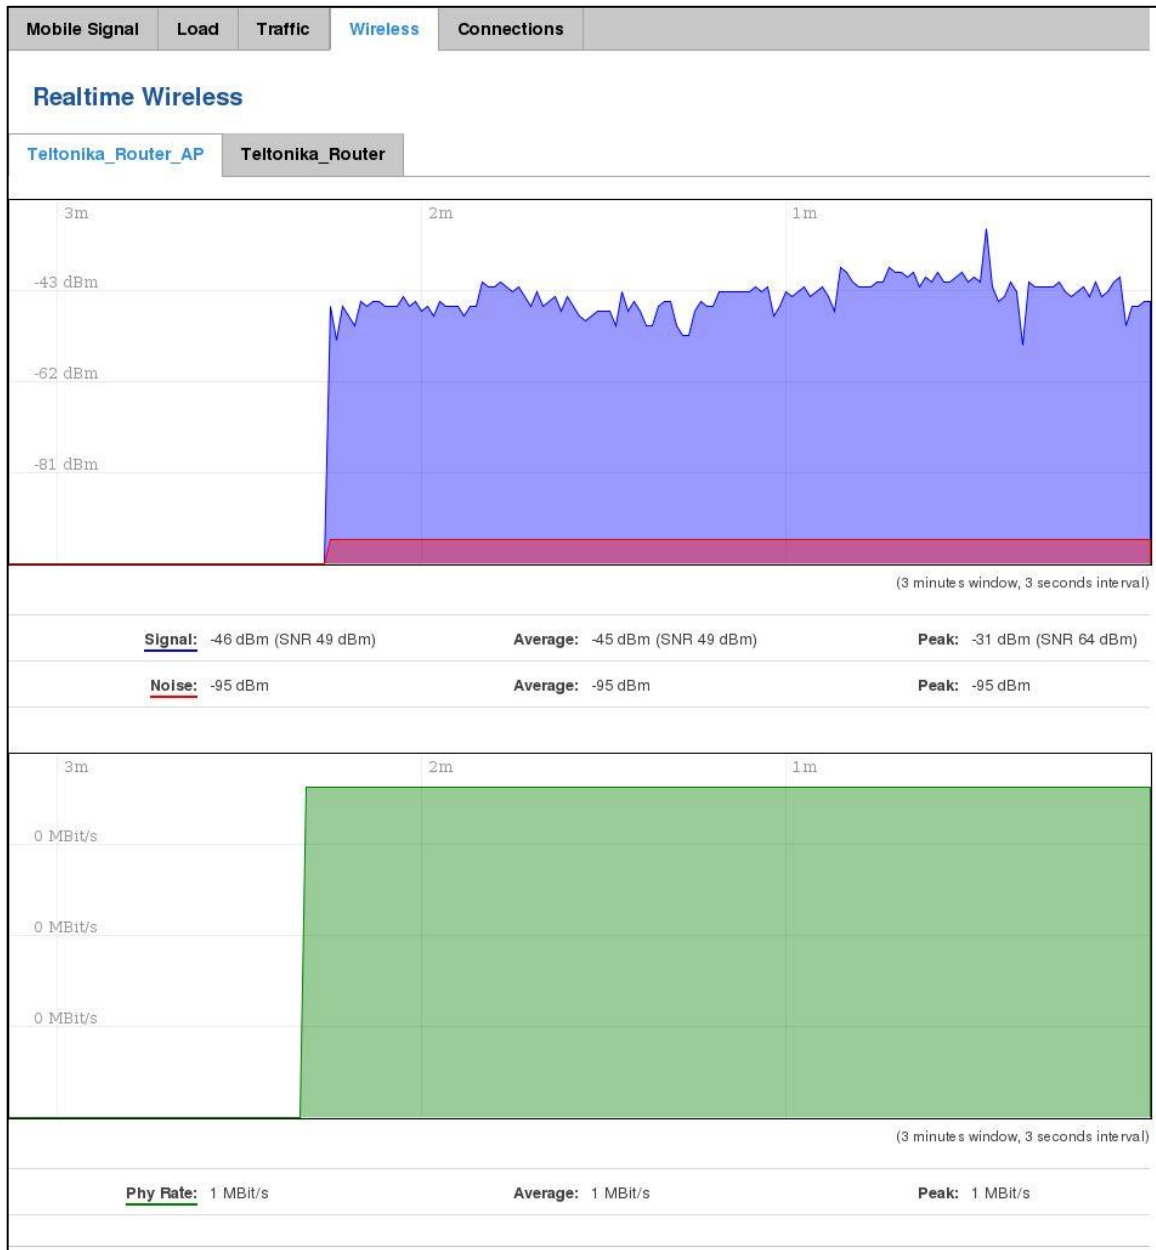 Mobile Signal Load Traffic Wireless Connections
Realtime Wireless
Teltonika_Router_AP Teltonika_Router
3m 2m 1m
-43 dBm
-62 dBm
-81 dBm
(3 minutes window, 3 seconds interval)
Signal: -46 dBm (SNR 49 dBm) Average: -45 dBm (SNR 49 dBm) Peak: -31 dBm (SNR 64 dBm)
Noise: -95 dBm Average: -95 dBm Peak: -95 dBm
3m 2m 1m
0 MBit/s
0 MBit/s
0 MBit/s
(3 minutes window, 3 seconds interval)
Phy Rate: 1 MBit/s Average: 1 MBit/s Peak: 1 MBit/s